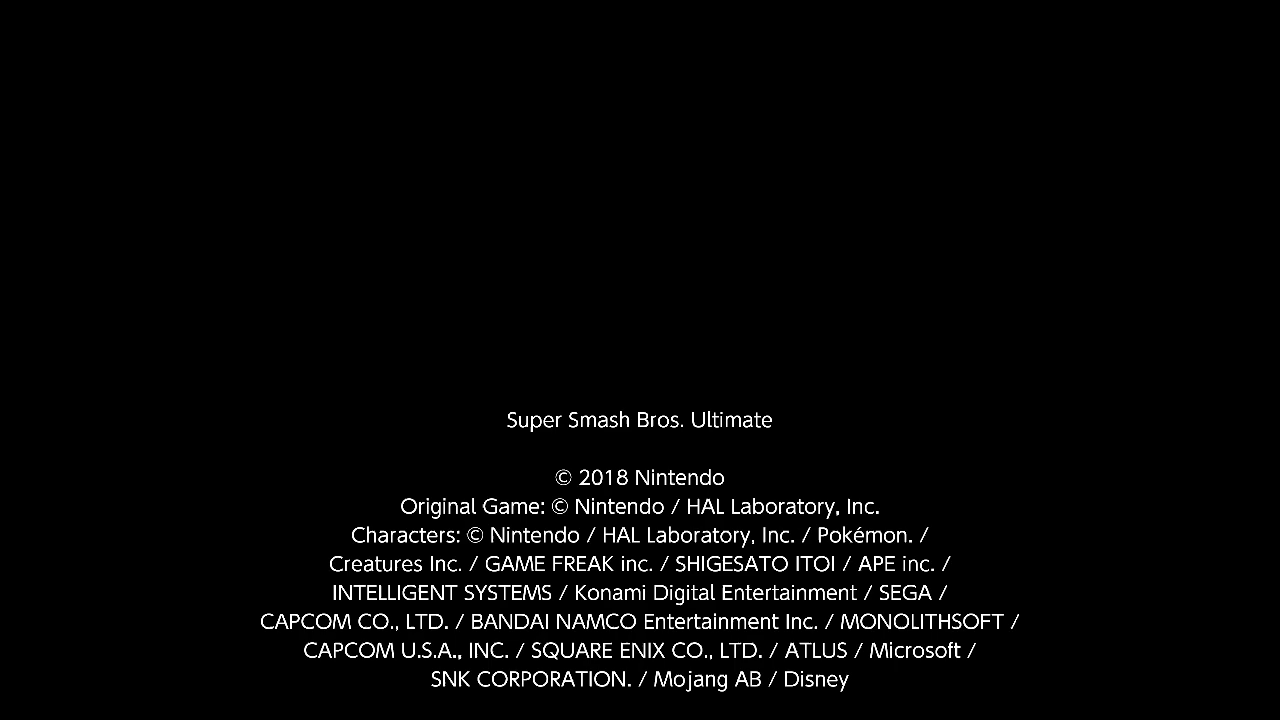 Super Smash Bros. Ultimate
© 2018 Nintendo
Original Game: © Nintendo / HAL Laboratory, Inc.
Characters: © Nintendo / HAL Laboratory, Inc. / Pokémon. /
Creatures Inc. / GAME FREAK inc. / SHIGESATO ITOI / APE inc. /
INTELLIGENT SYSTEMS / Konami Digital Entertainment / SEGA /
CAPCOM CO., LTD. / BANDAI NAMCO Entertainment Inc. / MONOLITHSOFT /
CAPCOM U.S.A., INC. / SQUARE ENIX CO., LTD. / ATLUS / Microsoft /
SNK CORPORATION. / Mojang AB / Disney